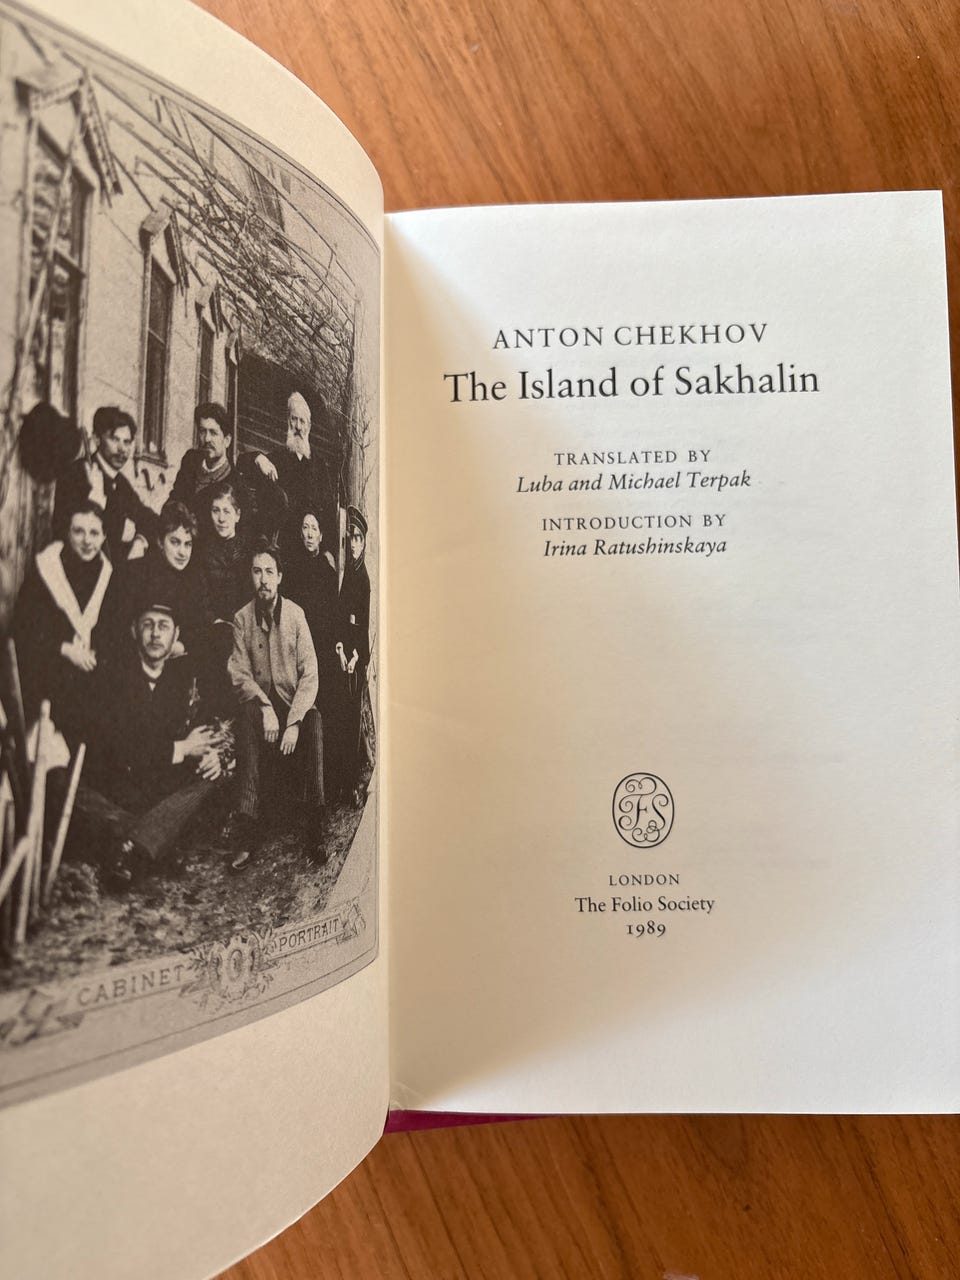 CABINET PORTRAIT
ANTON CHEKHOV
The Island of Sakhalin
TRANSLATED BY
Luba and Michael Terpak
INTRODUCTION BY
Irina Ratushinskaya
FS
LONDON
The Folio Society
1989